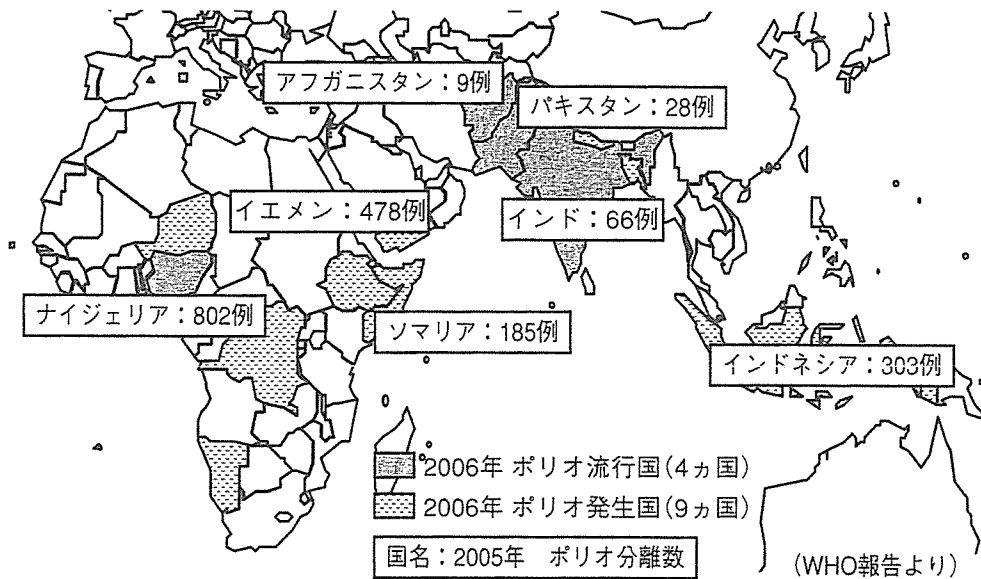 アフガニスタン：9例
パキスタン：28例
イエメン：478例
インド：66例
ナイジェリア：802例
ソマリア：185例
インドネシア：303例
2006年 ポリオ流行国(4ヵ国)
2006年 ポリオ発生国(9ヵ国)
国名：2005年　ポリオ分離数
(WHO報告より)